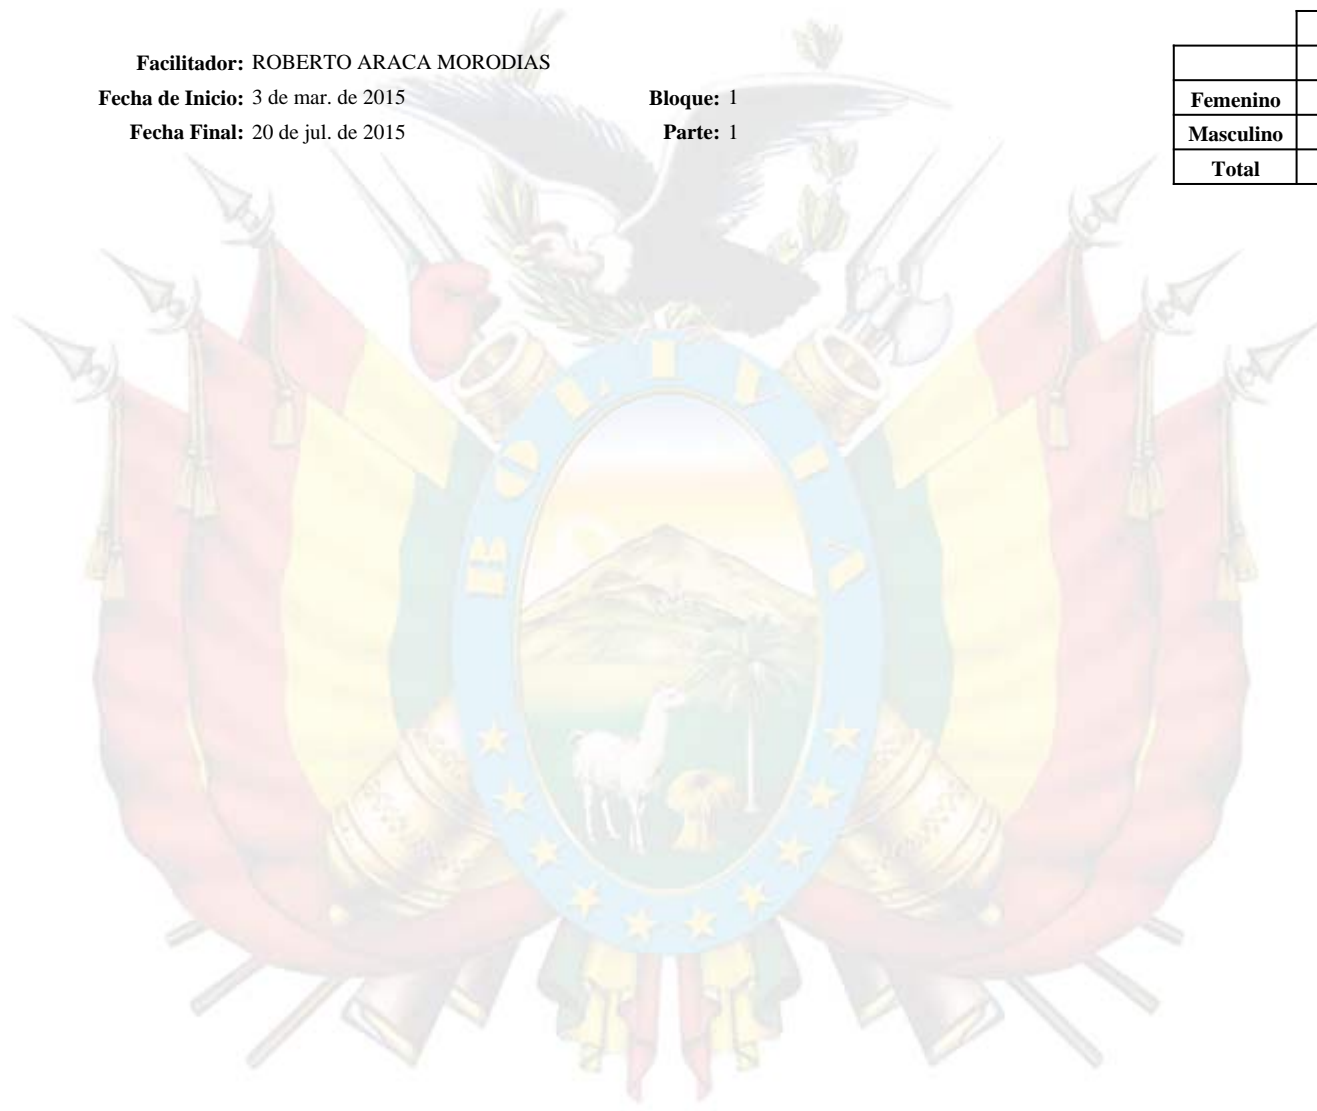 Facilitador: ROBERTO ARACA MORODIAS
Fecha de Inicio: 3 de mar. de 2015 Bloque: 1
Fecha Final: 20 de jul. de 2015 Parte: 1
Femenino
Masculino
Total
BOLIVIA